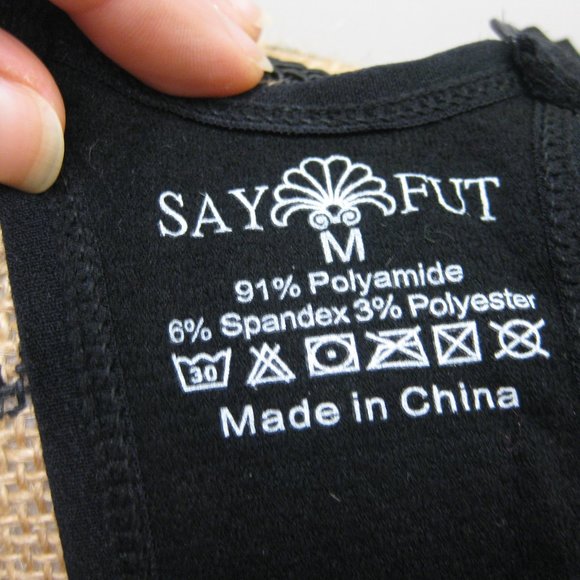 SAY FUT
M
91% Polyamide
6% Spandex 3% Polyester
30
Made in China